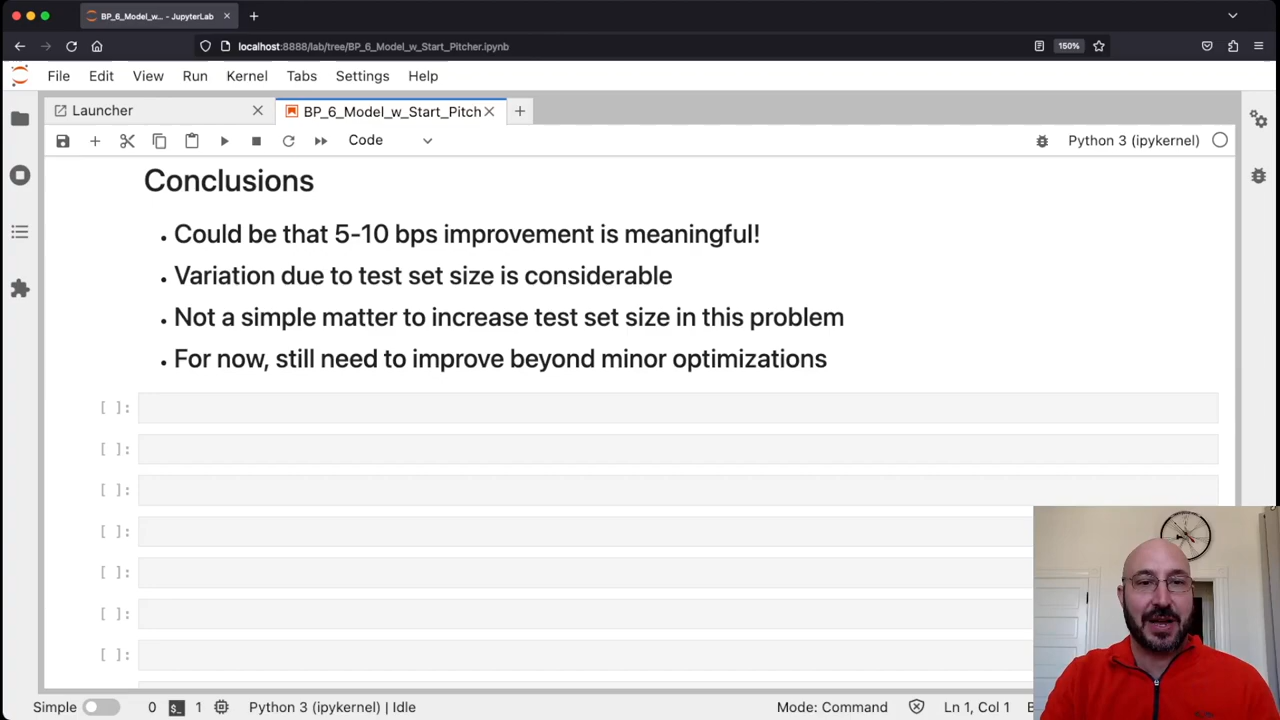 BP_6_Model_w... - JupyterLab
localhost:8888/lab/tree/BP_6_Model_w_Start_Pitcher.ipynb
150%
File Edit View Run Kernel Tabs Settings Help
Launcher
BP_6_Model_w_Start_Pitch
Code
Python 3 (ipykernel)
Conclusions
• Could be that 5-10 bps improvement is meaningful!
• Variation due to test set size is considerable
• Not a simple matter to increase test set size in this problem
• For now, still need to improve beyond minor optimizations
[ ]:
[ ]:
[ ]:
[ ]:
[ ]:
[ ]:
[ ]:
Simple 0 $_ 1 Python 3 (ipykernel) | Idle Mode: Command Ln 1, Col 1